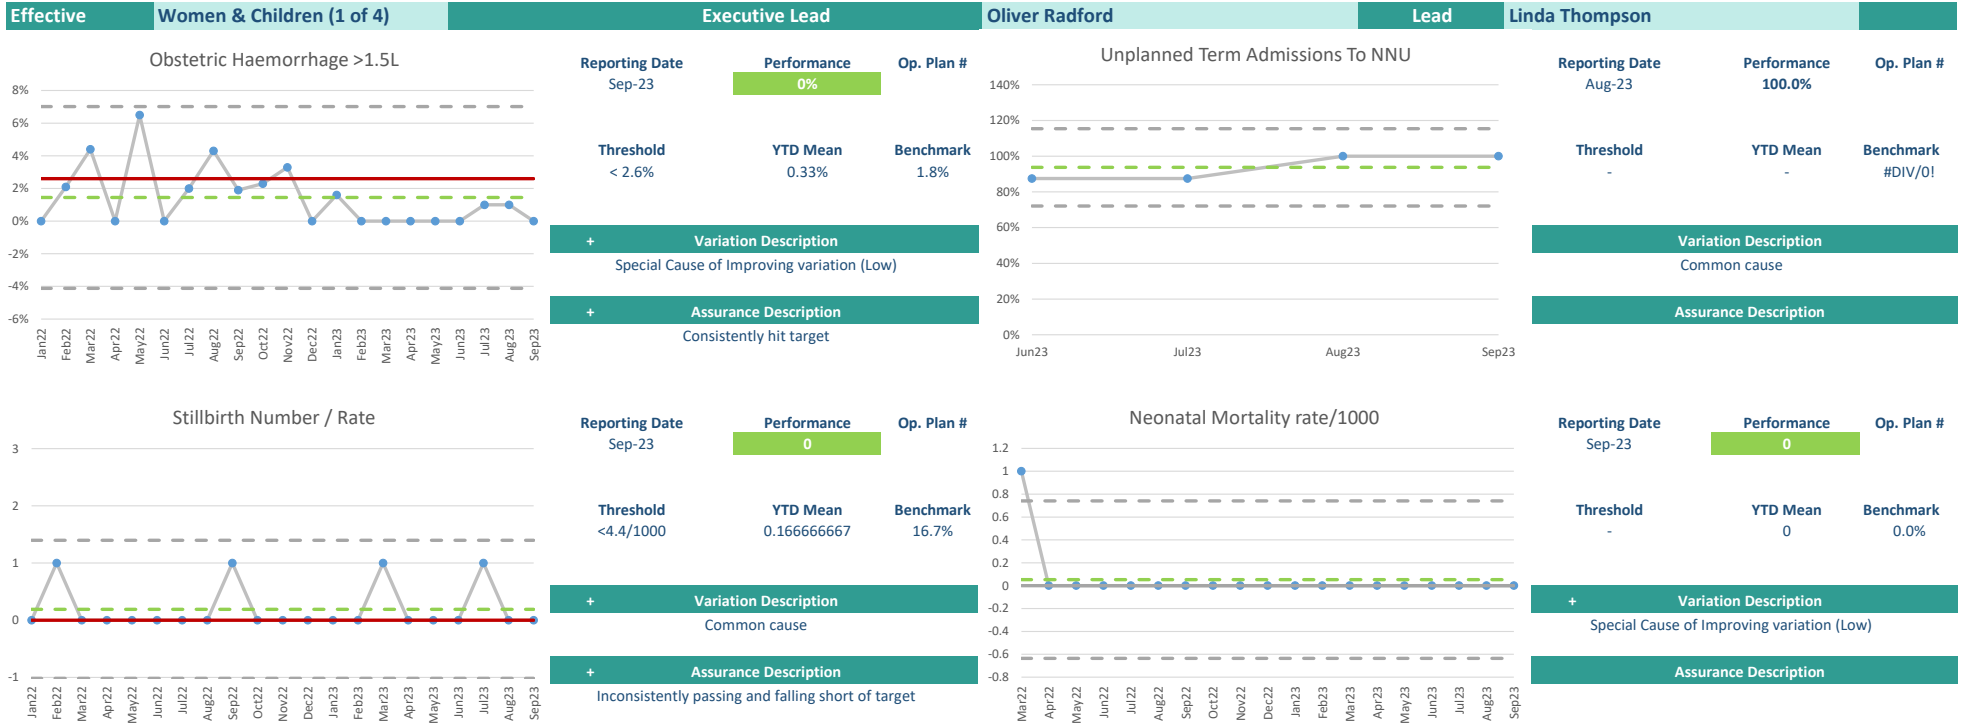 Effective Women & Children (1 of 4) Executive Lead Oliver Radford Lead Linda Thompson
Obstetric Haemorrhage >1.5L
8%
6%
4%
2%
0%
-2%
-4%
-6%
Jan22 Feb22 Mar22 Apr22 May22 Jun22 Jul22 Aug22 Sep22 Oct22 Nov22 Dec22 Jan23 Feb23 Mar23 Apr23 May23 Jun23 Jul23 Aug23 Sep23
Reporting Date Performance Op. Plan #
Sep-23 0%
Threshold YTD Mean Benchmark
< 2.6% 0.33% 1.8%
+ Variation Description
Special Cause of Improving variation (Low)
+ Assurance Description
Consistently hit target
Unplanned Term Admissions To NNU
140%
120%
100%
80%
60%
40%
20%
0%
Jun23 Jul23 Aug23 Sep23
Reporting Date Performance Op. Plan #
Aug-23 100.0%
Threshold YTD Mean Benchmark
- - #DIV/0!
Variation Description
Common cause
Assurance Description
Stillbirth Number / Rate
3
2
1
0
-1
Jan22 Feb22 Mar22 Apr22 May22 Jun22 Jul22 Aug22 Sep22 Oct22 Nov22 Dec22 Jan23 Feb23 Mar23 Apr23 May23 Jun23 Jul23 Aug23 Sep23
Reporting Date Performance Op. Plan #
Sep-23 0
Threshold YTD Mean Benchmark
<4.4/1000 0.166666667 16.7%
+ Variation Description
Common cause
+ Assurance Description
Inconsistently passing and falling short of target
Neonatal Mortality rate/1000
1.2
1
0.8
0.6
0.4
0.2
0
-0.2
-0.4
-0.6
-0.8
Mar22 Apr22 May22 Jun22 Jul22 Aug22 Sep22 Oct22 Nov22 Dec22 Jan23 Feb23 Mar23 Apr23 May23 Jun23 Jul23 Aug23 Sep23
Reporting Date Performance Op. Plan #
Sep-23 0
Threshold YTD Mean Benchmark
- 0 0.0%
+ Variation Description
Special Cause of Improving variation (Low)
Assurance Description